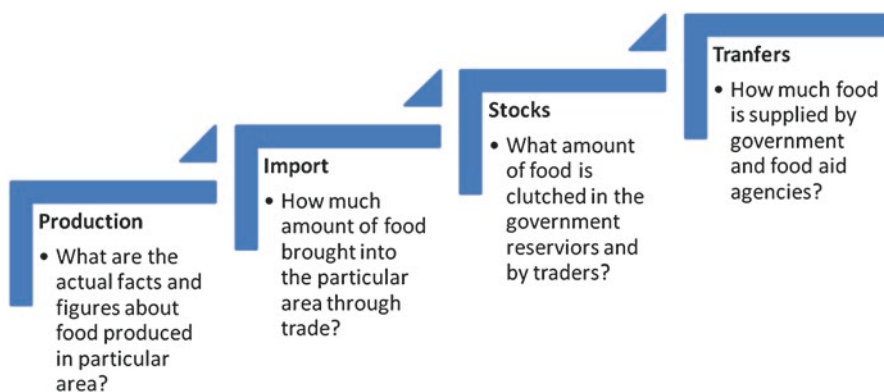 Production
• What are the
actual facts and
figures about
food produced
in particular
area?
Import
• How much
amount of food
brought into
the particular
area through
trade?
Stocks
• What amount
of food is
clutched in the
government
reserviors and
by traders?
Tranfers
• How much food
is supplied by
government
and food aid
agencies?